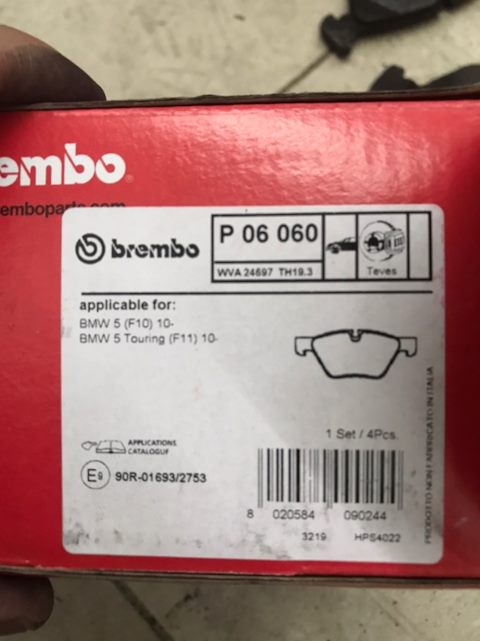 embo
emboparts.com
brembo
P 06 060
WVA 24697 TH19.3
Teves
applicable for:
BMW 5 (F10) 10-
BMW 5 Touring (F11) 10-
1 Set / 4Pcs.
APPLICATIONS
CATALOGUE
E9 90R-01693/2753
8 020584 090244
3219 HPS4022
PRODOTTO NON FABBRICATO IN ITALIA